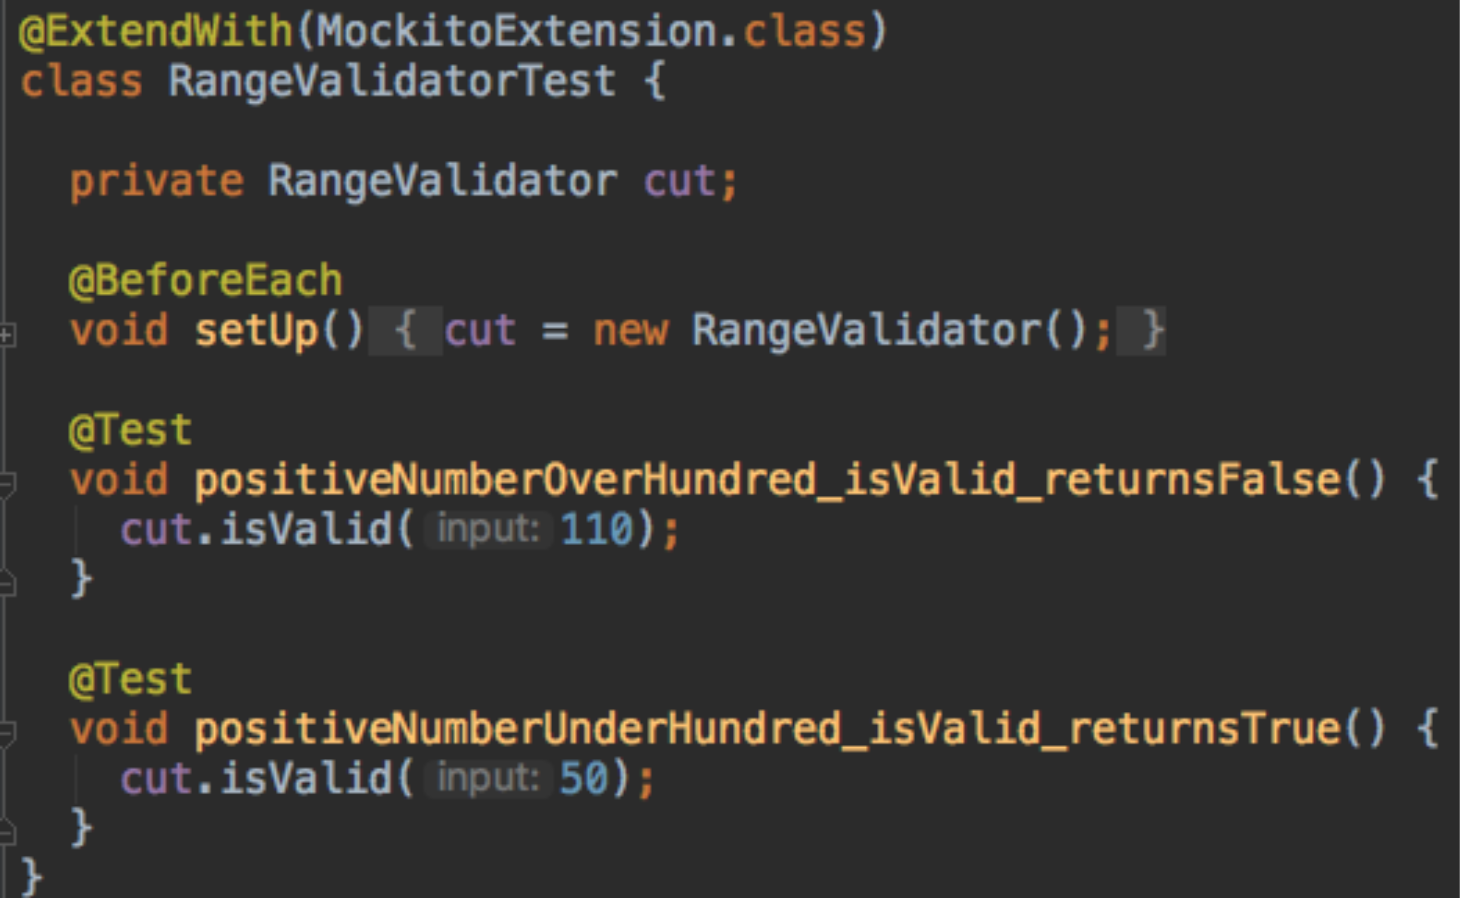 @ExtendWith(MockitoExtension.class)
class RangeValidatorTest {
private RangeValidator cut;
@BeforeEach
void setUp() { cut = new RangeValidator(); }
@Test
void positiveNumberOverHundred_isValid_returnsFalse() {
cut.isValid( input: 110);
}
@Test
void positiveNumberUnderHundred_isValid_returnsTrue() {
cut.isValid( input: 50);
}
}